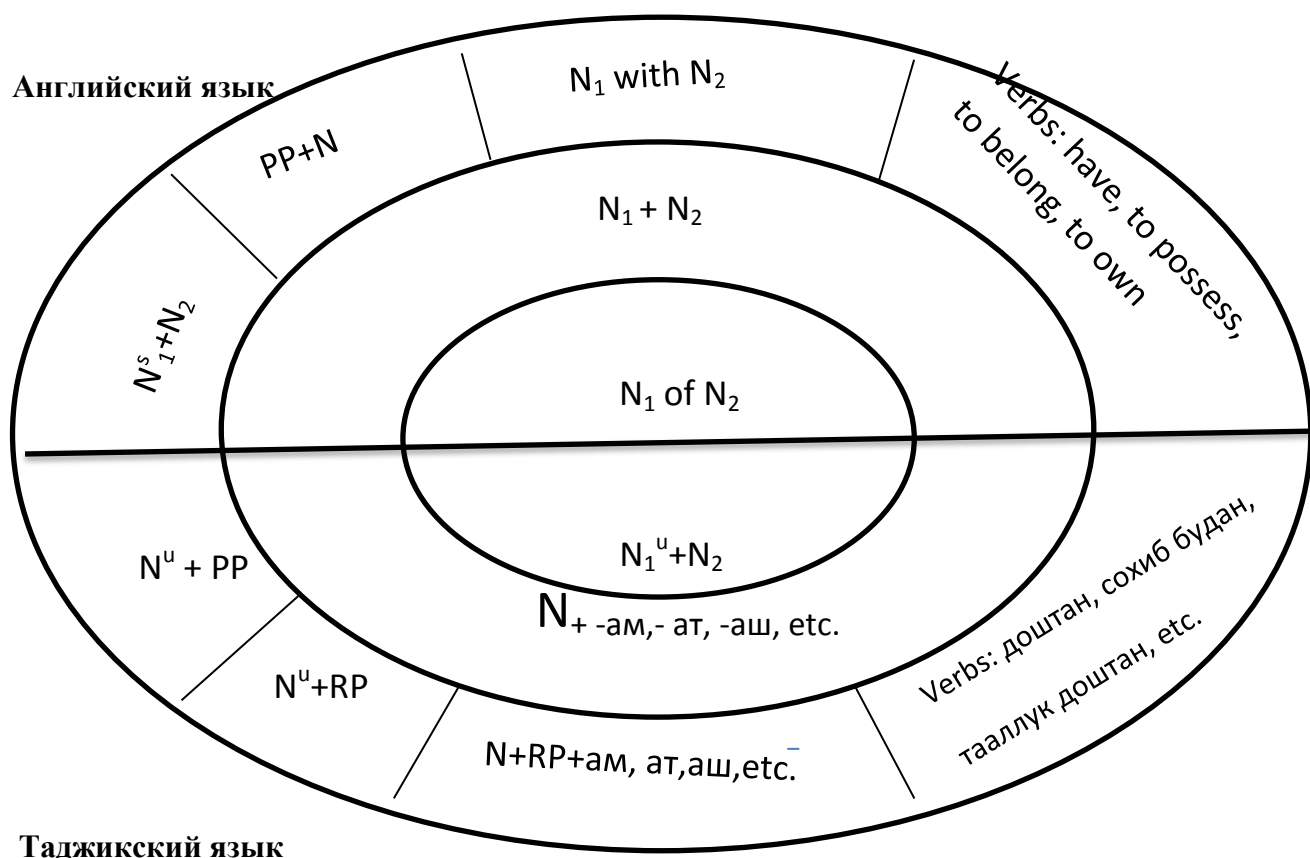 Английский язык
N₁ with N₂
PP+N
Verbs: have, to possess,
to belong, to own
N₁ + N₂
Nˢ₁+N₂
N₁ of N₂
Nᵘ + PP
N₁ᵘ+N₂
N+ -ам,- ат, -аш, etc.
Nᵘ+RP
Verbs: доштан, сохиб будан,
тааллук доштан, etc.
N+RP+ам, ат,аш,etc.
Таджикский язык